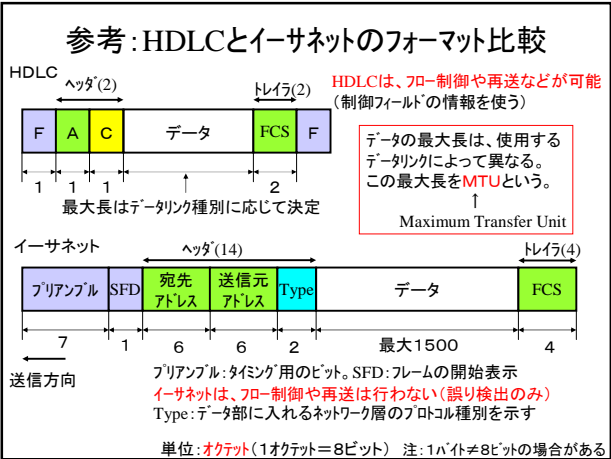 参考:HDLCとイーサネットのフォーマット比較
HDLC
ヘッダ(2)
トレイラ(2)
HDLCは、フロー制御や再送などが可能
(制御フィールドの情報を使う)
F A C データ FCS F
1 1 1 2
最大長はデータリンク種別に応じて決定
データの最大長は、使用する
データリンクによって異なる。
この最大長をMTUという。
↑
Maximum Transfer Unit
イーサネット
ヘッダ(14)
トレイラ(4)
プリアンブル SFD 宛先アドレス 送信元アドレス Type データ FCS
7 1 6 6 2 最大1500 4
送信方向
プリアンブル:タイミング用のビット。SFD:フレームの開始表示
イーサネットは、フロー制御や再送は行わない(誤り検出のみ)
Type:データ部に入れるネットワーク層のプロトコル種別を示す
単位:オクテット(1オクテット=8ビット) 注:1バイト≠8ビットの場合がある